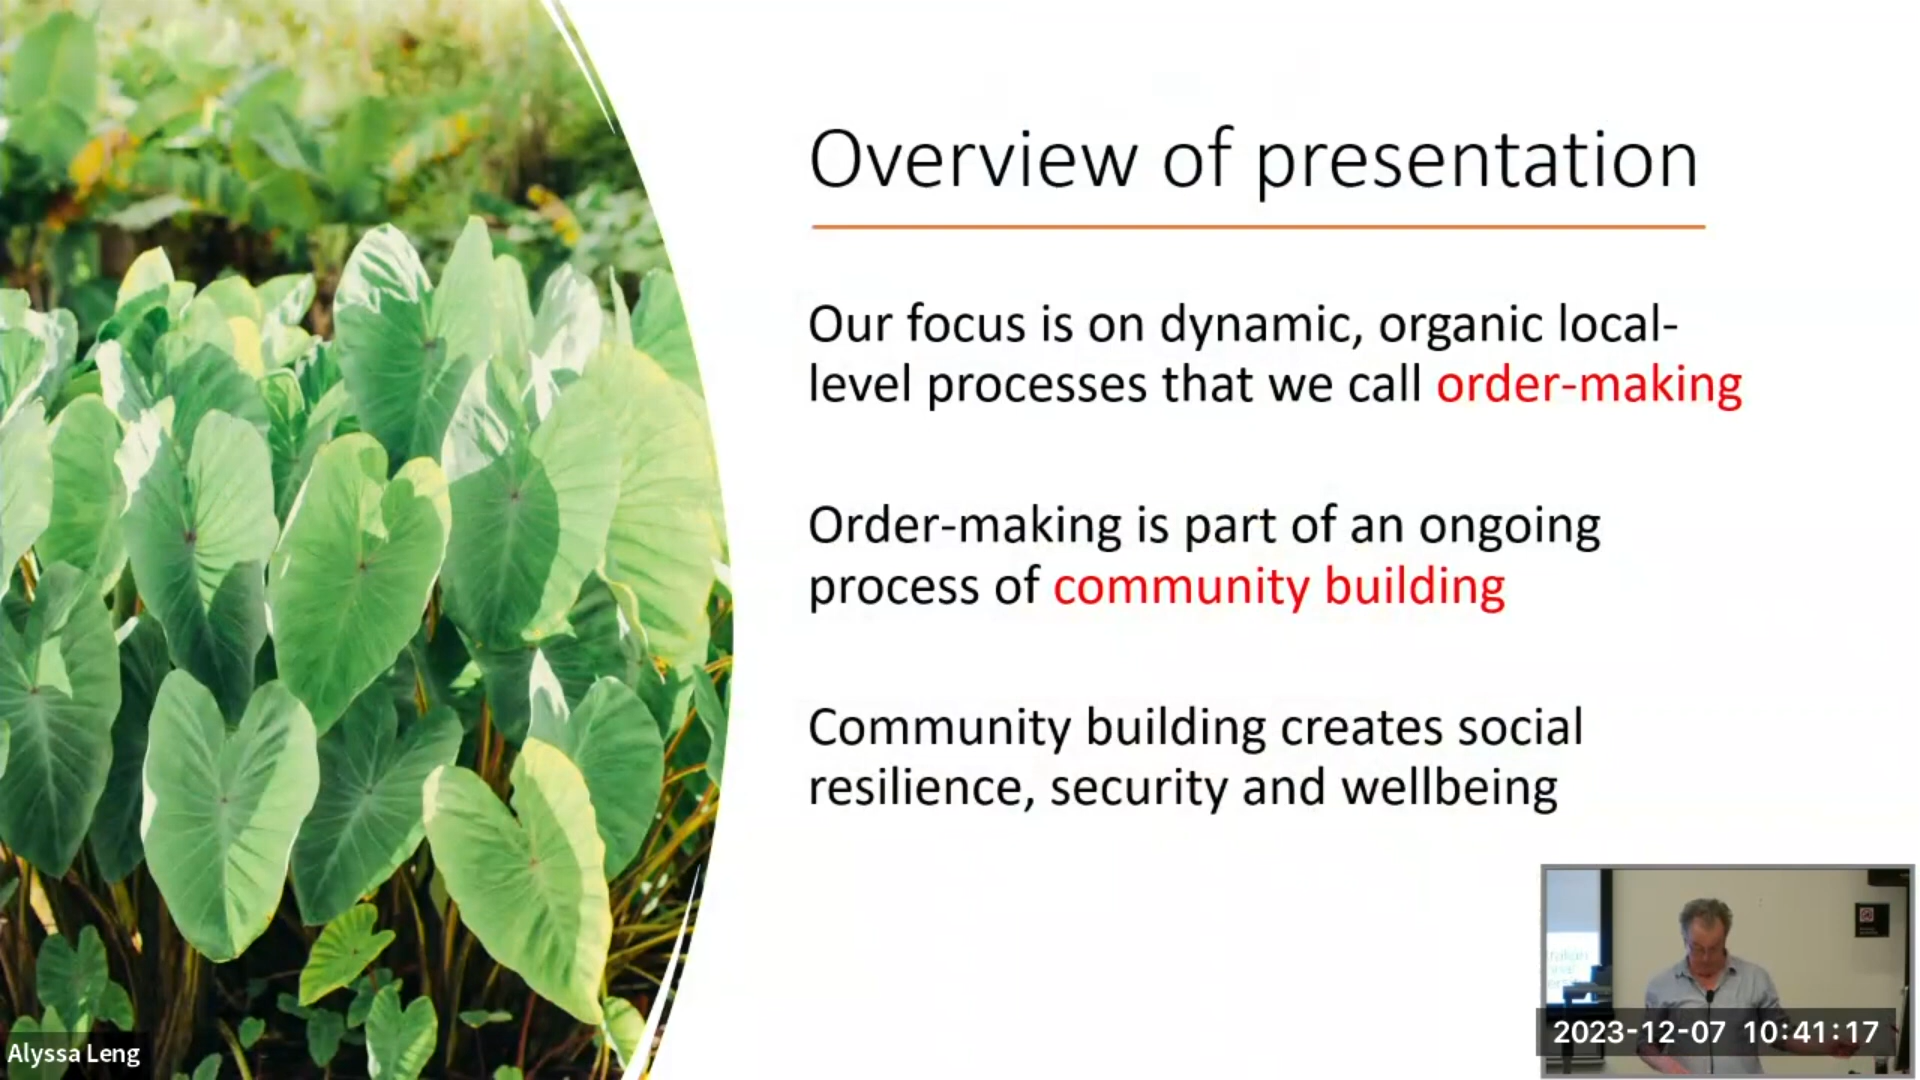 Overview of presentation
Our focus is on dynamic, organic local-
level processes that we call order-making
Order-making is part of an ongoing
process of community building
Community building creates social
resilience, security and wellbeing
Alyssa Leng
2023-12-07 10:41:17